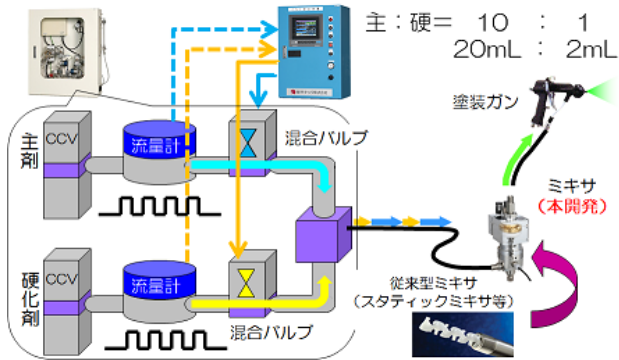 主：硬＝ 10 : 1
20mL : 2mL
塗装ガン
主剤
CCV
流量計
混合バルブ
ミキサ
（本開発）
硬化剤
CCV
流量計
混合バルブ
従来型ミキサ
（スタティックミキサ等）